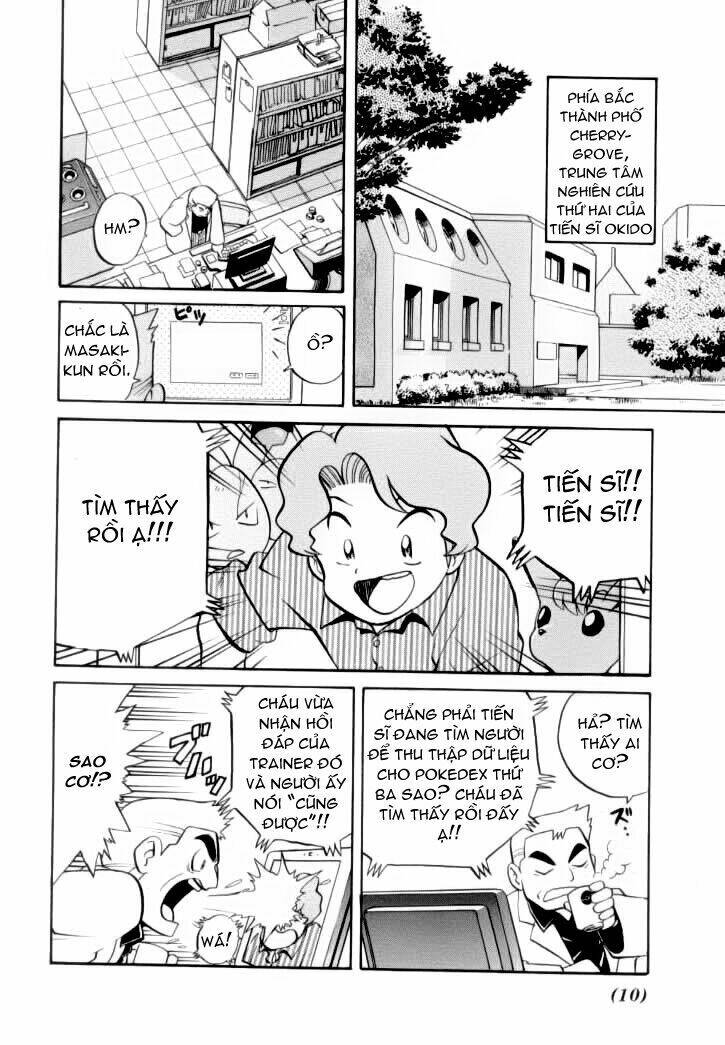 PHÍA BẮC
THÀNH PHỐ
CHERRY-
GROVE,
TRUNG TÂM
NGHIÊN CỨU
THỨ HAI CỦA
TIẾN SĨ OKIDO
HM?
Ồ?
ピッ
CHẮC LÀ
MASAKI-
KUN RỒI.
TIẾN SĨ!!
TIẾN SĨ!!
TÌM THẤY
RỒI Ạ!!!
HẢ? TÌM
THẤY AI
CƠ?
ズ
CHẲNG PHẢI TIẾN
SĨ ĐANG TÌM NGƯỜI
ĐỂ THU THẬP DỮ LIỆU
CHO POKEDEX THỨ
BA SAO? CHÁU ĐÃ
TÌM THẤY RỒI ĐẤY
Ạ!!
CHÁU VỪA
NHẬN HỒI
ĐÁP CỦA
TRAINER ĐÓ
VÀ NGƯỜI ẤY
NÓI “CŨNG
ĐƯỢC”!!
SAO
CƠ!?
WÁ!
(10)